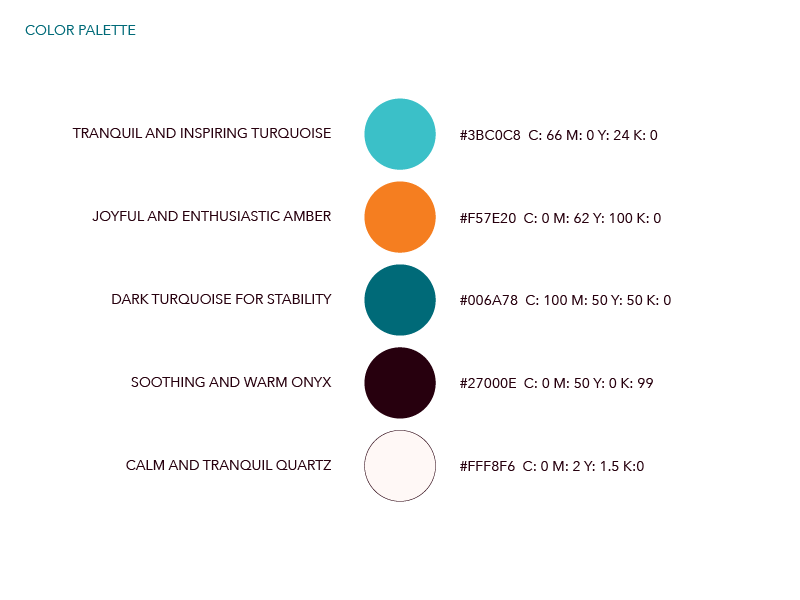 COLOR PALETTE
TRANQUIL AND INSPIRING TURQUOISE #3BC0C8 C: 66 M: 0 Y: 24 K: 0
JOYFUL AND ENTHUSIASTIC AMBER #F57E20 C: 0 M: 62 Y: 100 K: 0
DARK TURQUOISE FOR STABILITY #006A78 C: 100 M: 50 Y: 50 K: 0
SOOTHING AND WARM ONYX #27000E C: 0 M: 50 Y: 0 K: 99
CALM AND TRANQUIL QUARTZ #FFF8F6 C: 0 M: 2 Y: 1.5 K:0